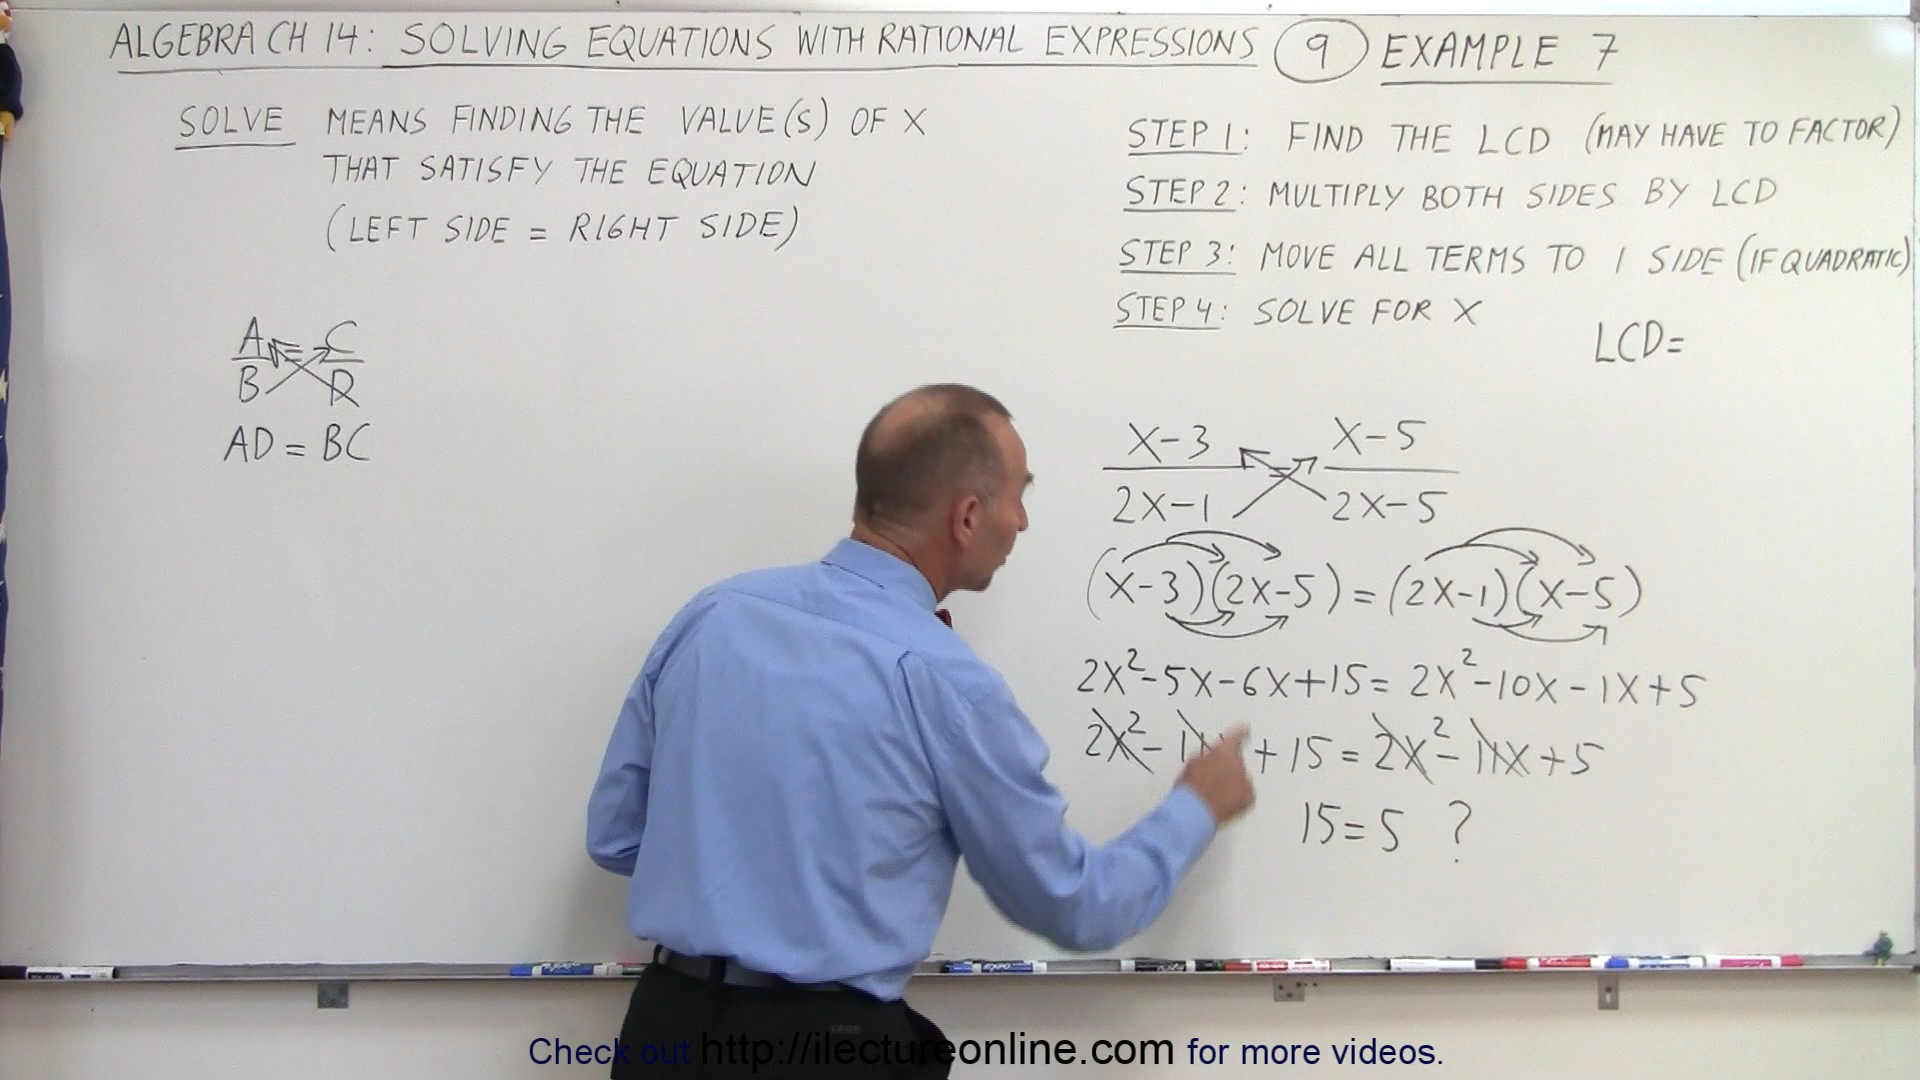 ALGEBRA CH 14: SOLVING EQUATIONS WITH RATIONAL EXPRESSIONS 9 EXAMPLE 7
SOLVE MEANS FINDING THE VALUE(S) OF X
THAT SATISFY THE EQUATION
(LEFT SIDE = RIGHT SIDE)
A = C
B D
AD = BC
STEP 1: FIND THE LCD (MAY HAVE TO FACTOR)
STEP 2: MULTIPLY BOTH SIDES BY LCD
STEP 3: MOVE ALL TERMS TO 1 SIDE (IF QUADRATIC)
STEP 4: SOLVE FOR X
LCD=
X-3 = X-5
2X-1 2X-5
(X-3)(2X-5) = (2X-1)(X-5)
2X²-5X-6X+15 = 2X²-10X-1X+5
2X²- +15 = 2X²-11X+5
15=5 ?
Check out http://ilectureonline.com for more videos.